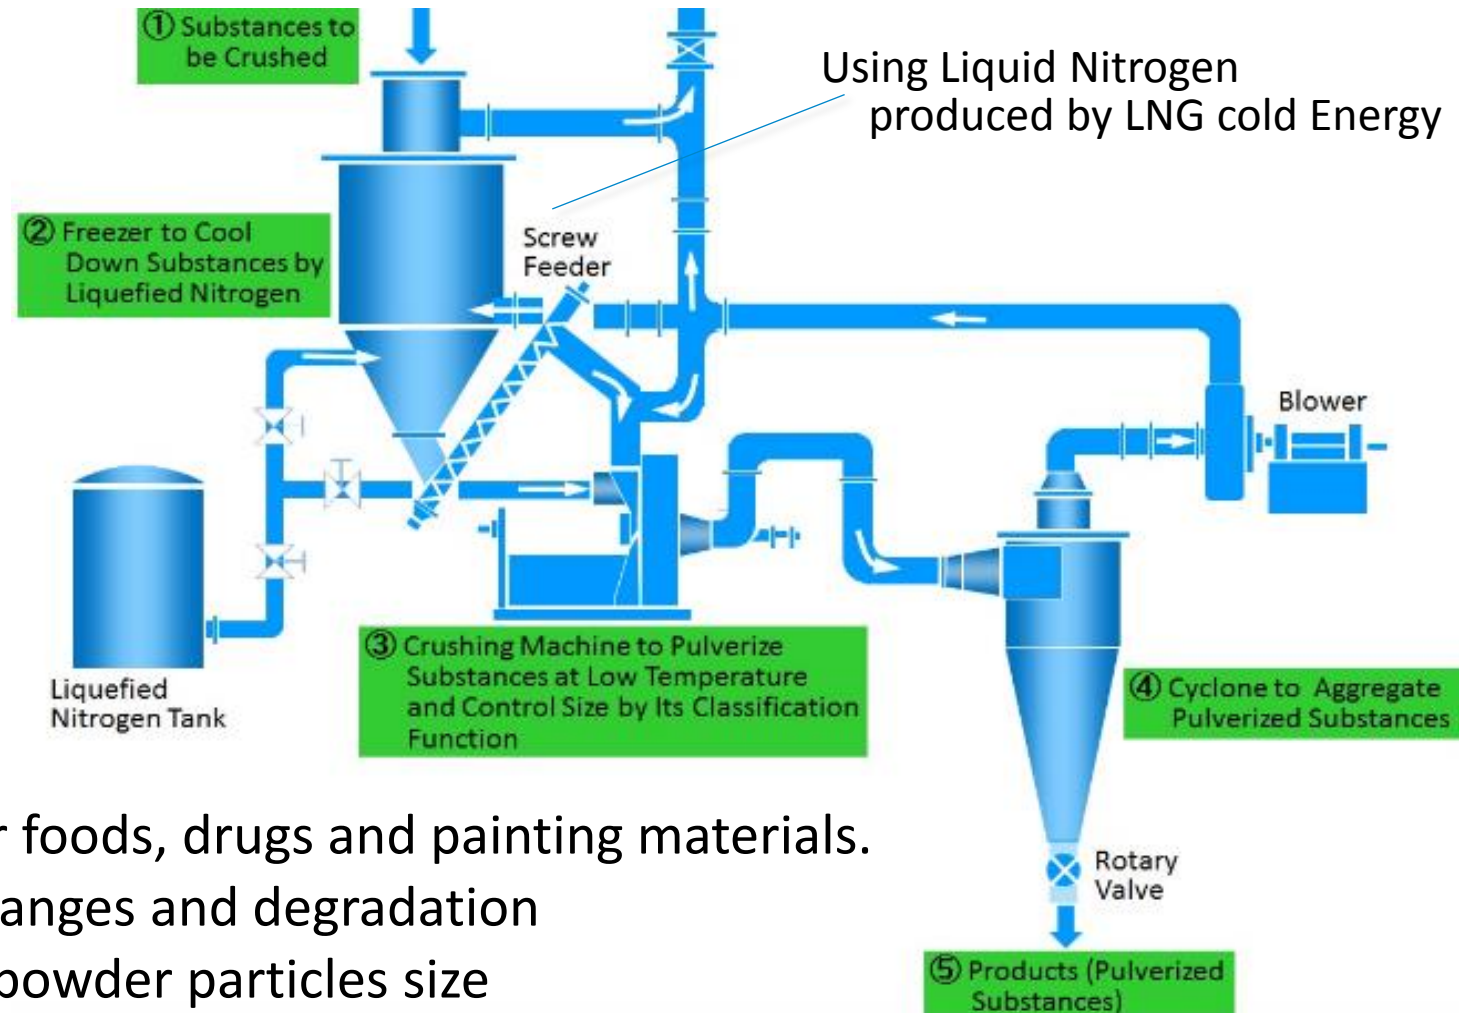 ① Substances to
be Crushed
Using Liquid Nitrogen
produced by LNG cold Energy
② Freezer to Cool
Down Substances by
Liquefied Nitrogen
Screw
Feeder
Blower
Liquefied
Nitrogen Tank
③ Crushing Machine to Pulverize
Substances at Low Temperature
and Control Size by Its Classification
Function
④ Cyclone to Aggregate
Pulverized Substances
Rotary
Valve
⑤ Products (Pulverized
Substances)
foods, drugs and painting materials.
and degradation
powder particles size